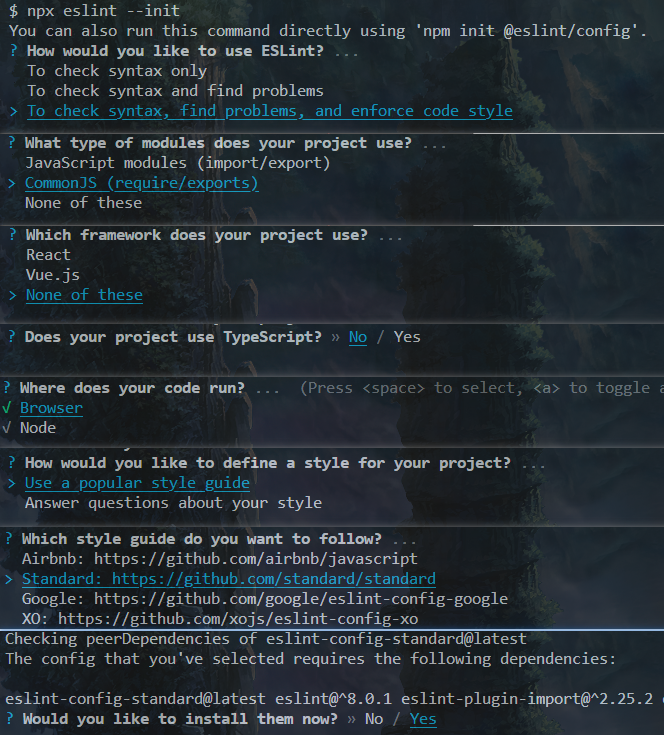 $ npx eslint --init
You can also run this command directly using 'npm init @eslint/config'.
? How would you like to use ESLint? ...
To check syntax only
To check syntax and find problems
> To check syntax, find problems, and enforce code style
? What type of modules does your project use? ...
JavaScript modules (import/export)
> CommonJS (require/exports)
None of these
? Which framework does your project use? ...
React
Vue.js
> None of these
? Does your project use TypeScript? » No / Yes
? Where does your code run? ... (Press <space> to select, <a> to toggle a
√ Browser
√ Node
? How would you like to define a style for your project? ...
> Use a popular style guide
Answer questions about your style
? Which style guide do you want to follow? ...
Airbnb: https://github.com/airbnb/javascript
> Standard: https://github.com/standard/standard
Google: https://github.com/google/eslint-config-google
XO: https://github.com/xojs/eslint-config-xo
Checking peerDependencies of eslint-config-standard@latest
The config that you've selected requires the following dependencies:
eslint-config-standard@latest eslint@^8.0.1 eslint-plugin-import@^2.25.2
? Would you like to install them now? » No / Yes